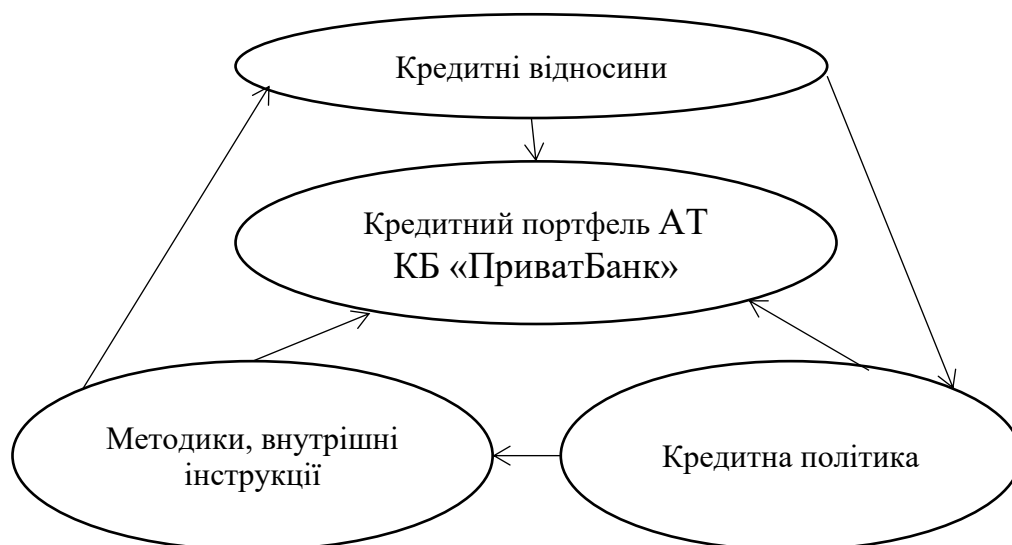 Кредитні відносини
Кредитний портфель АТ
КБ «ПриватБанк»
Методики, внутрішні
інструкції
Кредитна політика